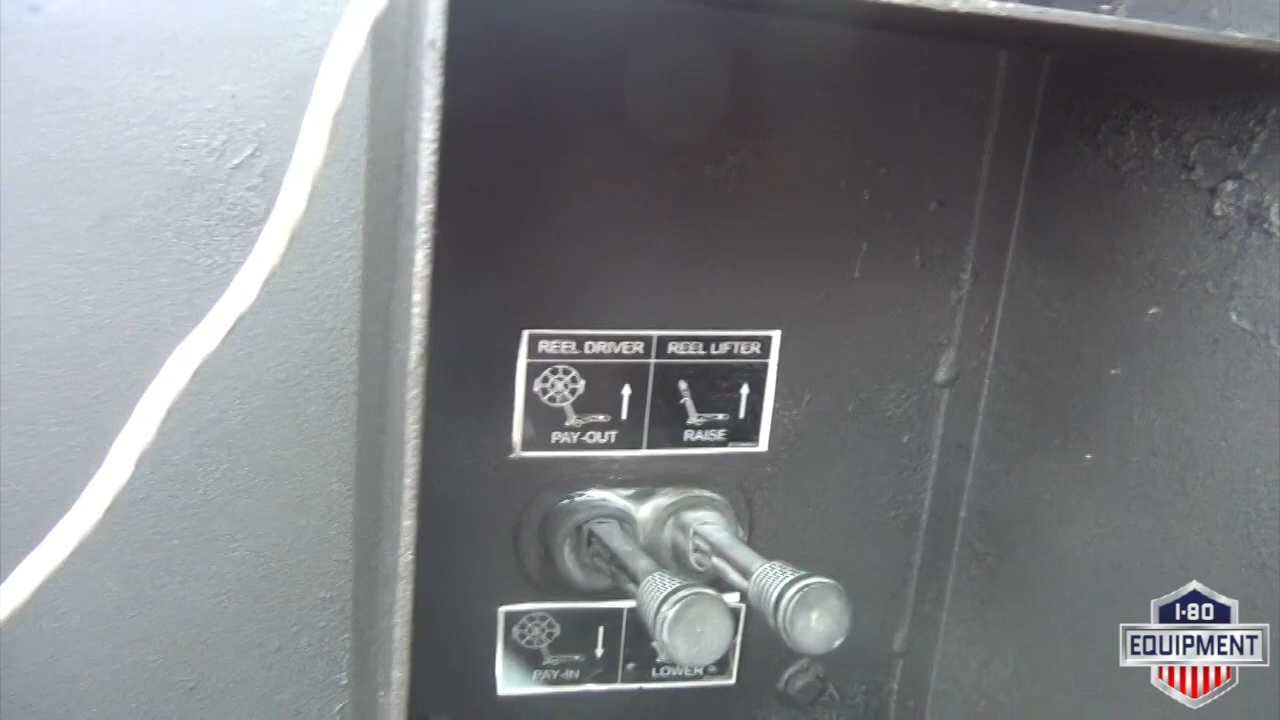 REEL DRIVER REEL LIFTER
PAY-OUT RAISE
PAY-IN LOWER
I-80
EQUIPMENT